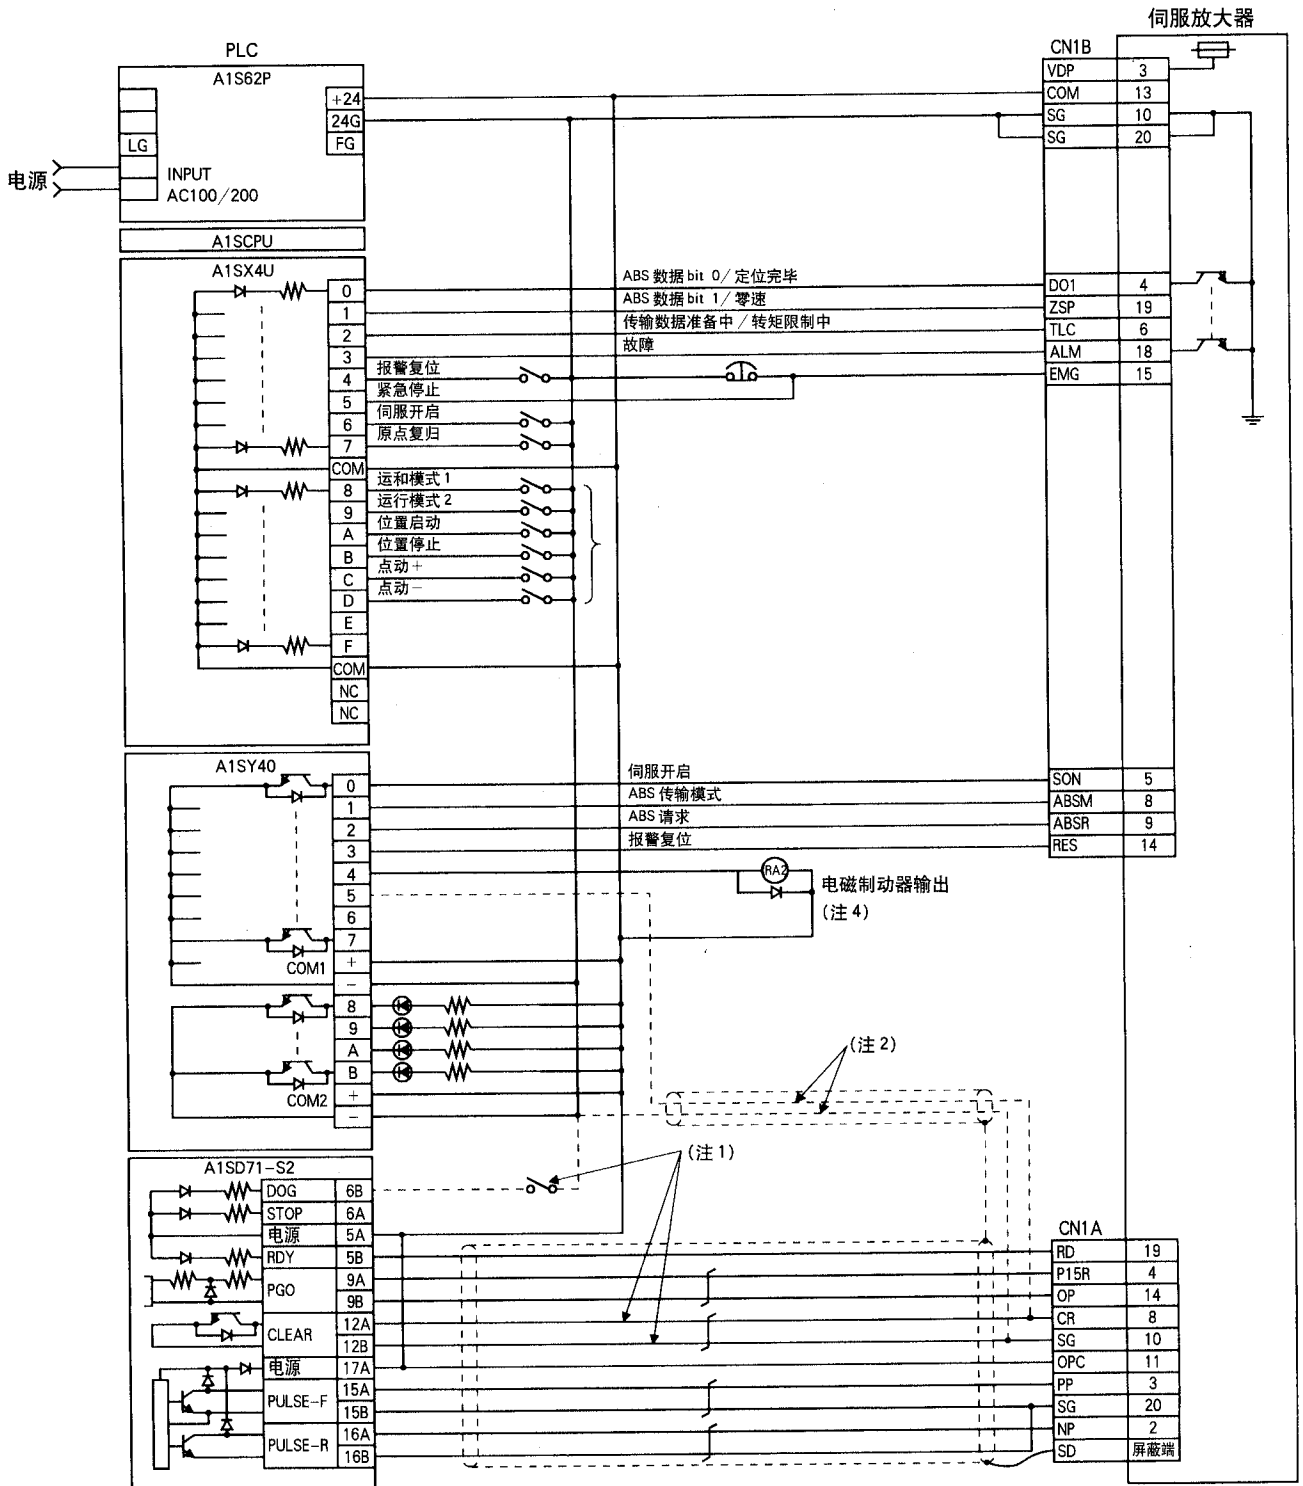 伺服放大器
PLC
CN1B
A1S62P
VDP 3
+24
COM 13
24G
SG 10
LG
FG
SG 20
电源
INPUT
AC100/200
A1SCPU
A1SX4U
0 ABS 数据 bit 0/定位完毕 DO1 4
1 ABS 数据 bit 1/零速 ZSP 19
2 传输数据准备中/转矩限制中 TLC 6
3 故障 ALM 18
4 报警复位 EMG 15
5 紧急停止
6 伺服开启
7 原点复归
COM
8 运和模式 1
9 运行模式 2
A 位置启动
B 位置停止
C 点动+
D 点动-
E
F
COM
NC
NC
A1SY40
0 伺服开启 SON 5
1 ABS 传输模式 ABSM 8
2 ABS 请求 ABSR 9
3 报警复位 RES 14
4 RA2 电磁制动器输出
5 (注 4)
6
7
COM1 +
-
8
9
A
B
COM2 +
-
(注 2)
(注 1)
A1SD71-S2
DOG 6B
STOP 6A
电源 5A
CN1A
RDY 5B RD 19
PGO 9A P15R 4
9B OP 14
CLEAR 12A CR 8
12B SG 10
电源 17A OPC 11
PULSE-F 15A PP 3
15B SG 20
PULSE-R 16A NP 2
16B SD 屏蔽端